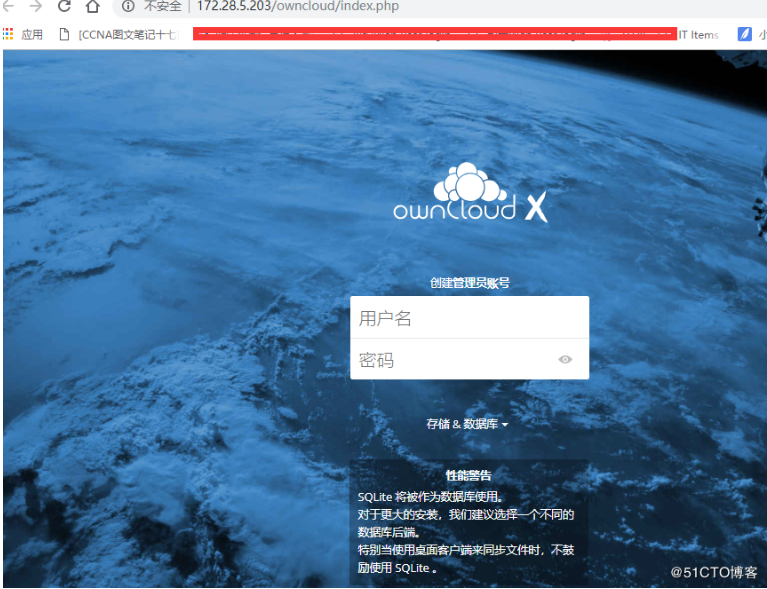 不安全 | 172.28.5.203/owncloud/index.php
应用 [CCNA图文笔记十七 IT Items 小
ownCloud X
创建管理员账号
用户名
密码
存储 & 数据库
性能警告
SQLite 将被作为数据库使用。
对于更大的安装，我们建议选择一个不同的
数据库后端。
特别当使用桌面客户端来同步文件时，不鼓
励使用 SQLite 。
@51CTO博客